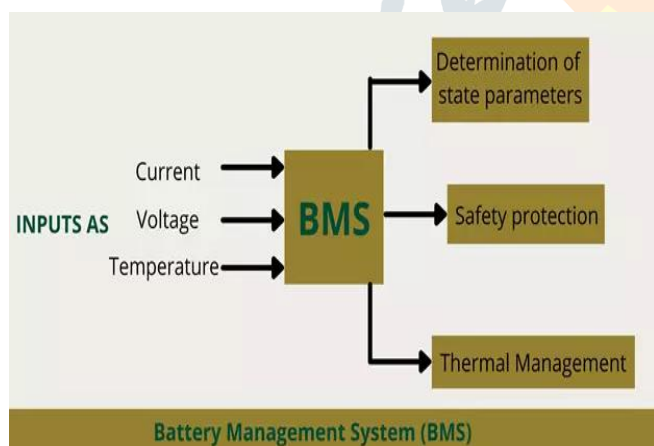 Determination of
state parameters
Current
INPUTS AS
Voltage
Temperature
BMS
Safety protection
Thermal Management
Battery Management System (BMS)